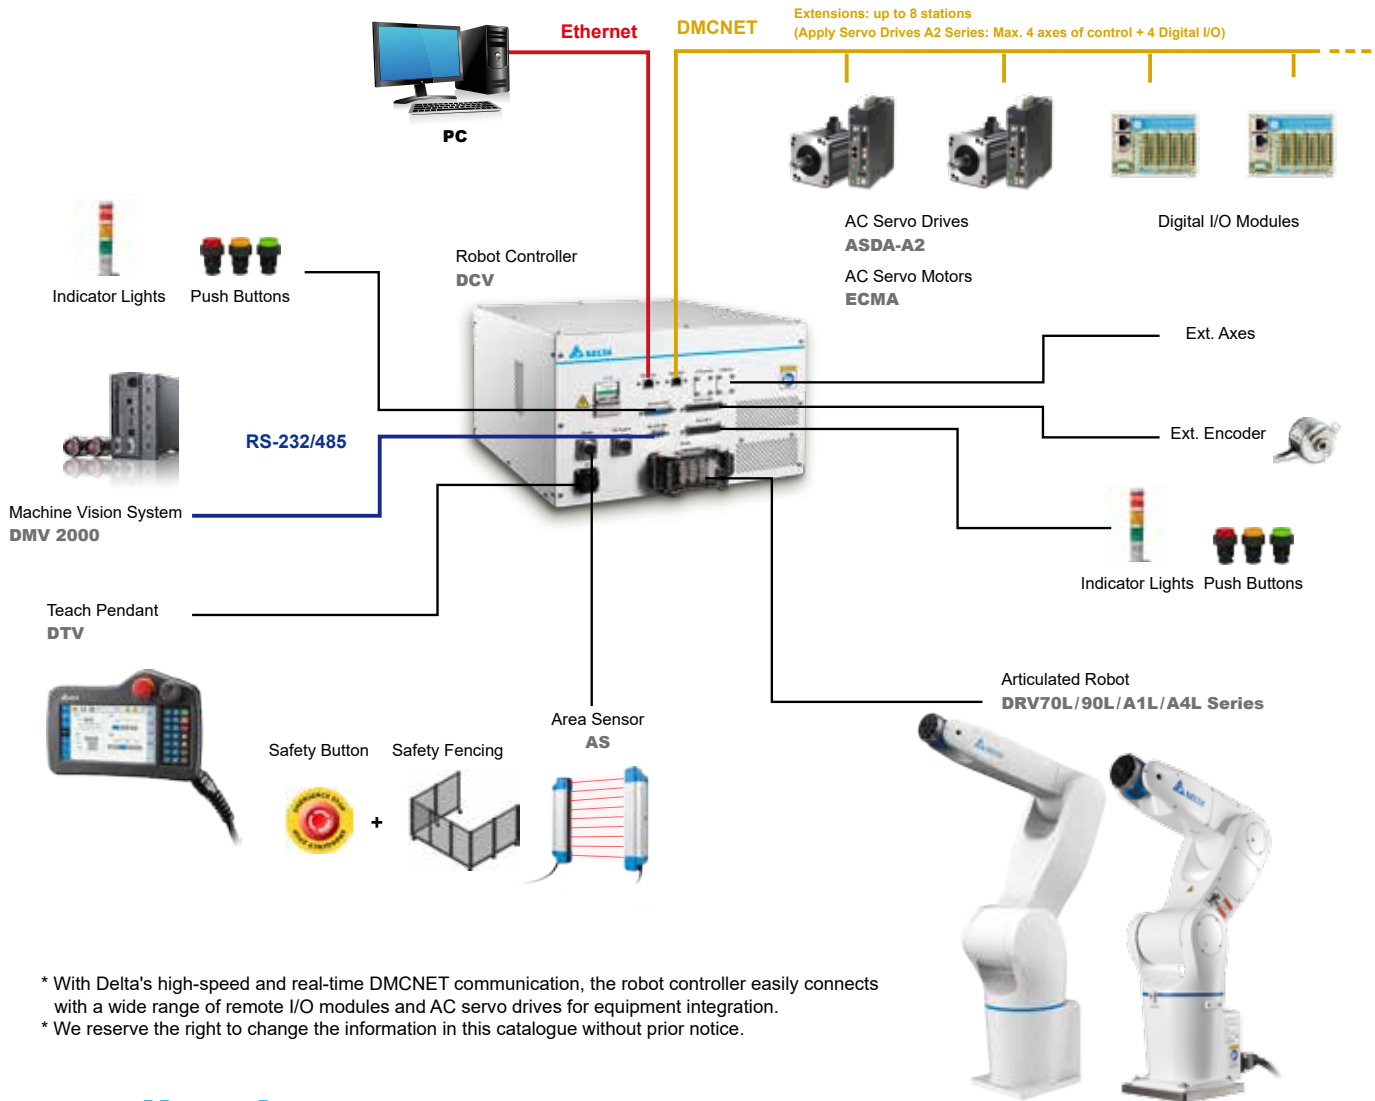 Extensions: up to 8 stations
Ethernet
DMCNET
(Apply Servo Drives A2 Series: Max. 4 axes of control + 4 Digital I/O)
PC
AC Servo Drives
ASDA-A2
AC Servo Motors
ECMA
Digital I/O Modules
Robot Controller
DCV
Indicator Lights
Push Buttons
DELTA
Ext. Axes
RS-232/485
Ext. Encoder
Machine Vision System
DMV 2000
Indicator Lights
Push Buttons
Teach Pendant
DTV
Articulated Robot
DRV70L/90L/A1L/A4L Series
Area Sensor
AS
Safety Button
Safety Fencing
+
EMERGENCY STOP
DELTA
DELTA
* With Delta's high-speed and real-time DMCNET communication, the robot controller easily connects
with a wide range of remote I/O modules and AC servo drives for equipment integration.
* We reserve the right to change the information in this catalogue without prior notice.